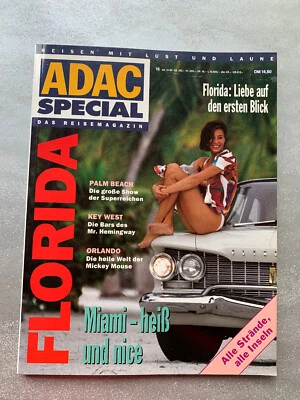 REISEN MIT LUST UND LAUNE
ADAC
SPECIAL
DAS REISEMAGAZIN
DM 14,80
Florida: Liebe auf
den ersten Blick
FLORIDA
PALM BEACH
Die große Show
der Superreichen
KEY WEST
Die Bars des
Mr. Hemingway
ORLANDO
Die heile Welt der
Mickey Mouse
Miami – heiß
und nice
Alle Strände,
alle Inseln